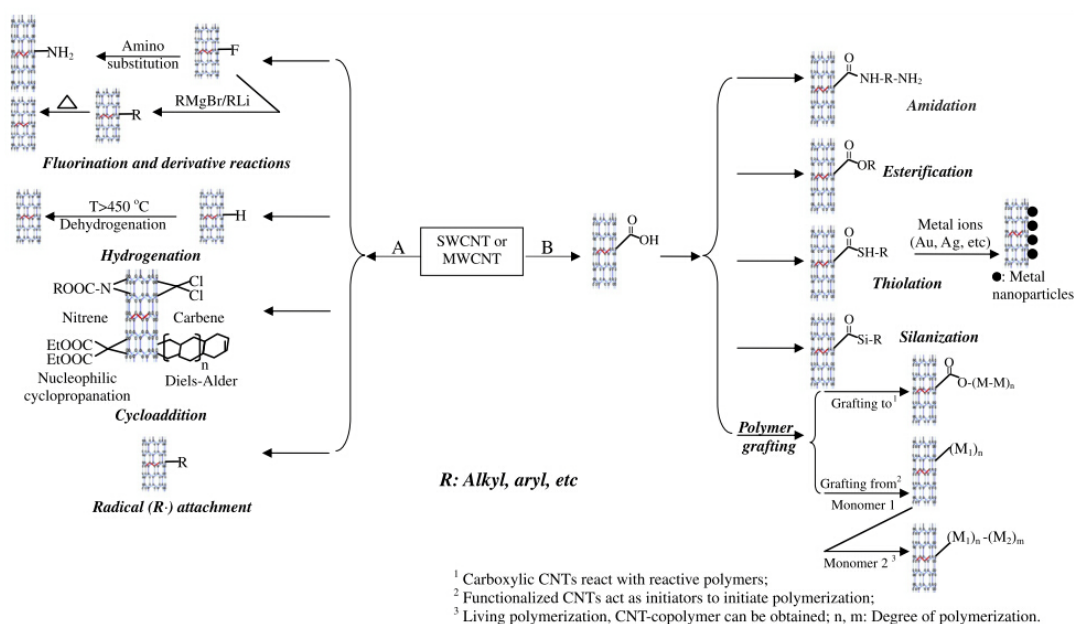 NH2
Amino
substitution
F
RMgBr/RLi
△
R
Fluorination and derivative reactions
T>450 °C
Dehydrogenation
H
Hydrogenation
ROOC-N
Cl
Cl
Nitrene
Carbene
EtOOC
EtOOC
n
Nucleophilic
cyclopropanation
Diels-Alder
Cycloaddition
R
Radical (R·) attachment
A
SWCNT or
MWCNT
B
O
OH
R: Alkyl, aryl, etc
O
NH-R-NH2
Amidation
O
OR
Esterification
O
SH-R
Thiolation
Metal ions
(Au, Ag, etc)
●: Metal
nanoparticles
O
Si-R
Silanization
Polymer
grafting
Grafting to1
O
O-(M-M)n
Grafting from2
Monomer 1
(M1)n
Monomer 2 3
(M1)n-(M2)m
1 Carboxylic CNTs react with reactive polymers;
2 Functionalized CNTs act as initiators to initiate polymerization;
3 Living polymerization, CNT-copolymer can be obtained; n, m: Degree of polymerization.